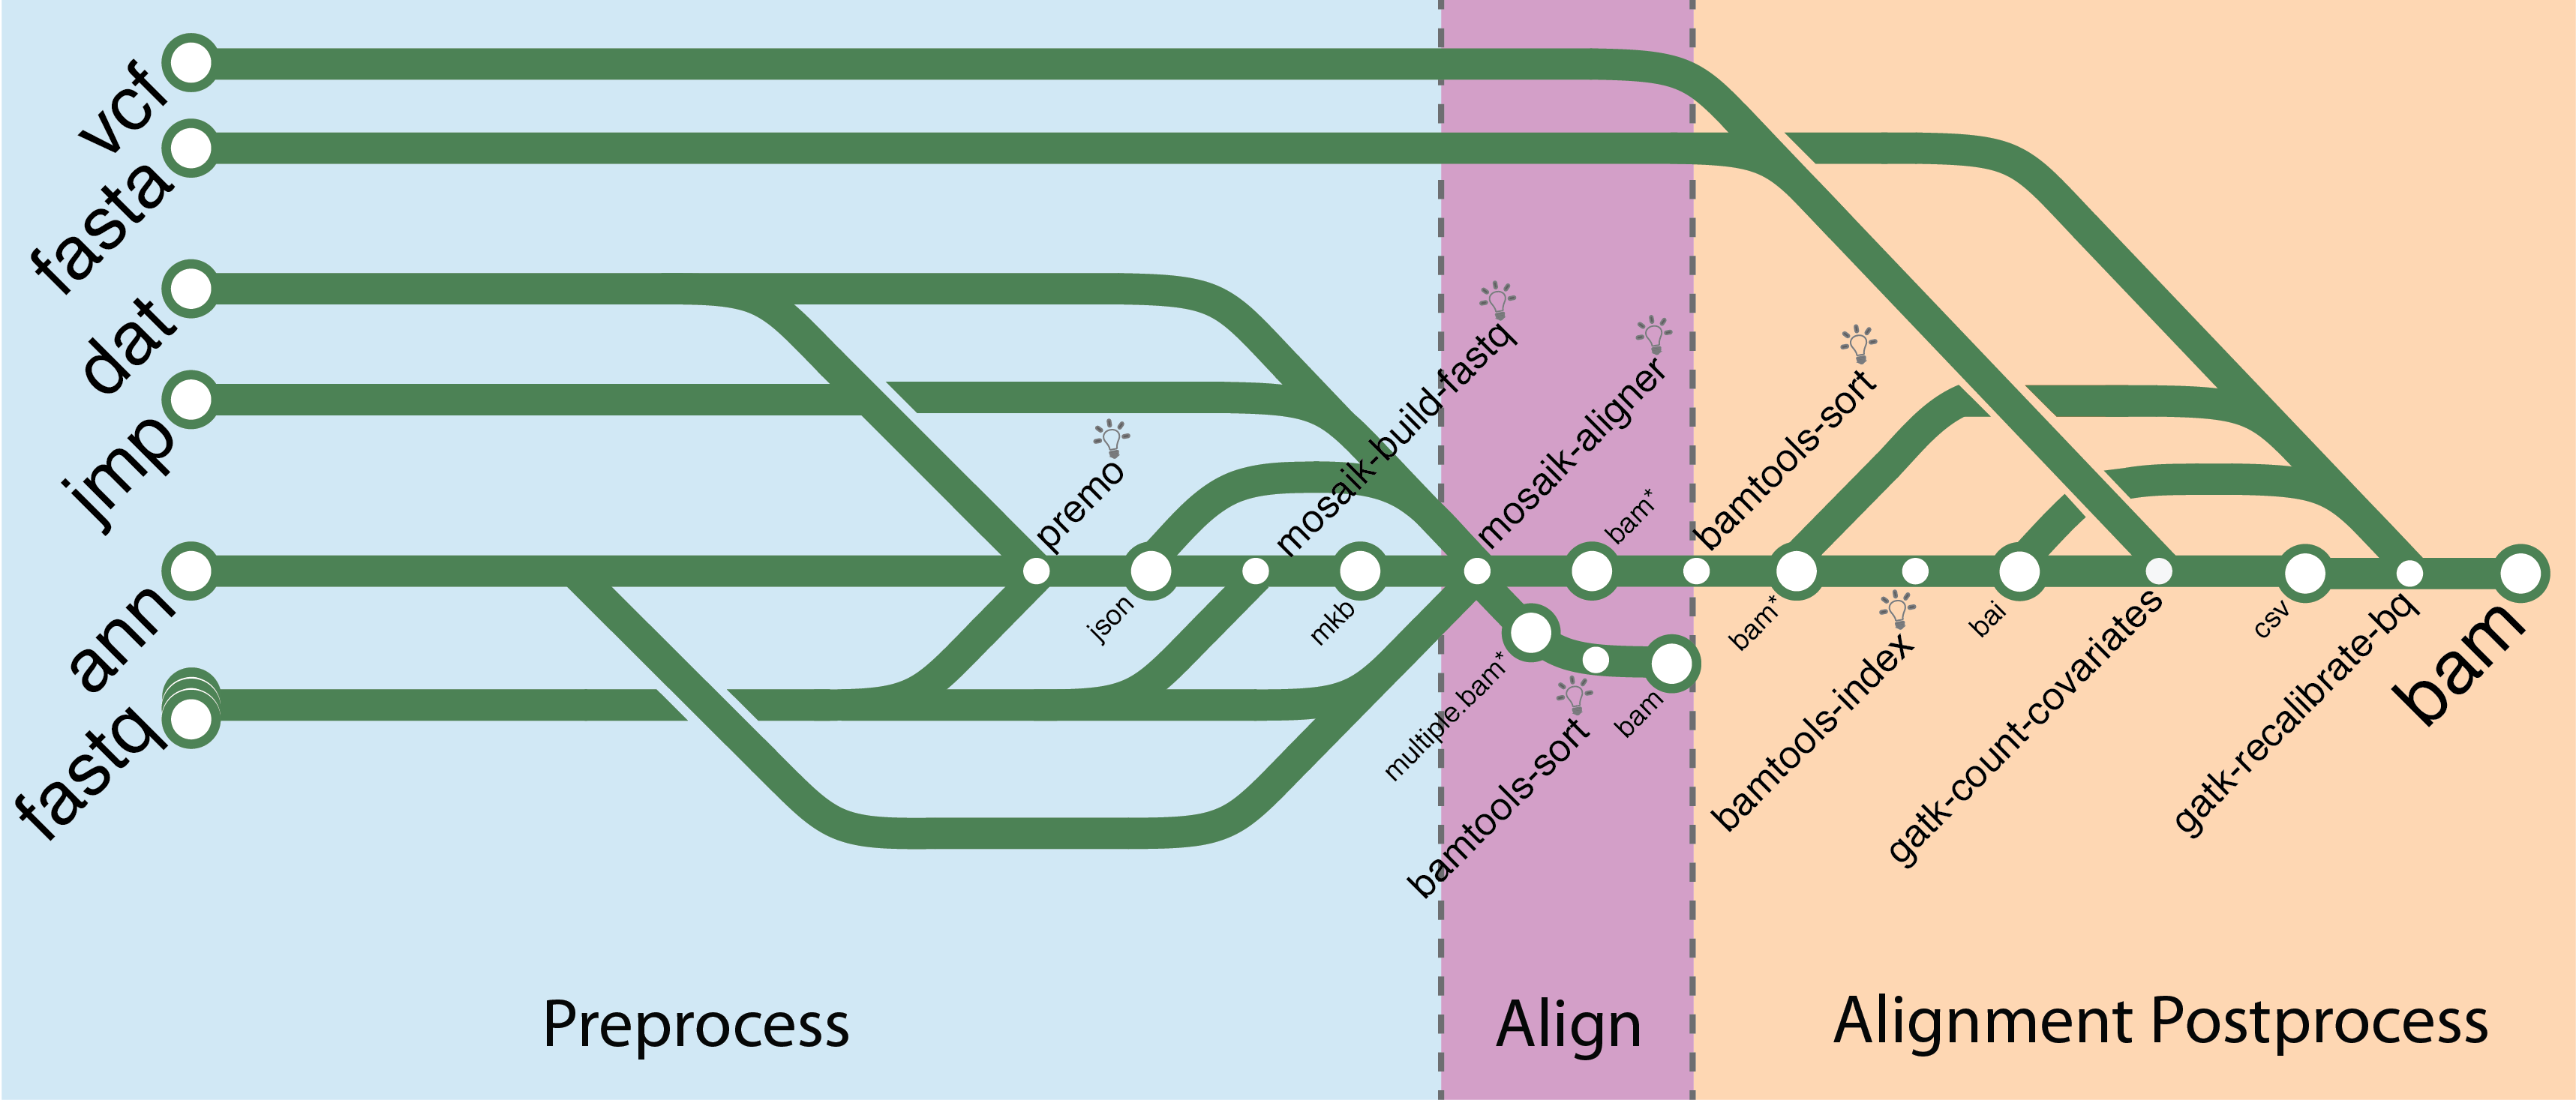 vcf
fasta
dat
jmp
ann
fastq
premo
json
mosaik-build-fastq
mkb
mosaik-aligner
bam*
multiple.bam*
bamtools-sort
bam
bamtools-sort
bam*
bamtools-index
bai
gatk-count-covariates
csv
gatk-recalibrate-bq
bam
Preprocess
Align
Alignment Postprocess